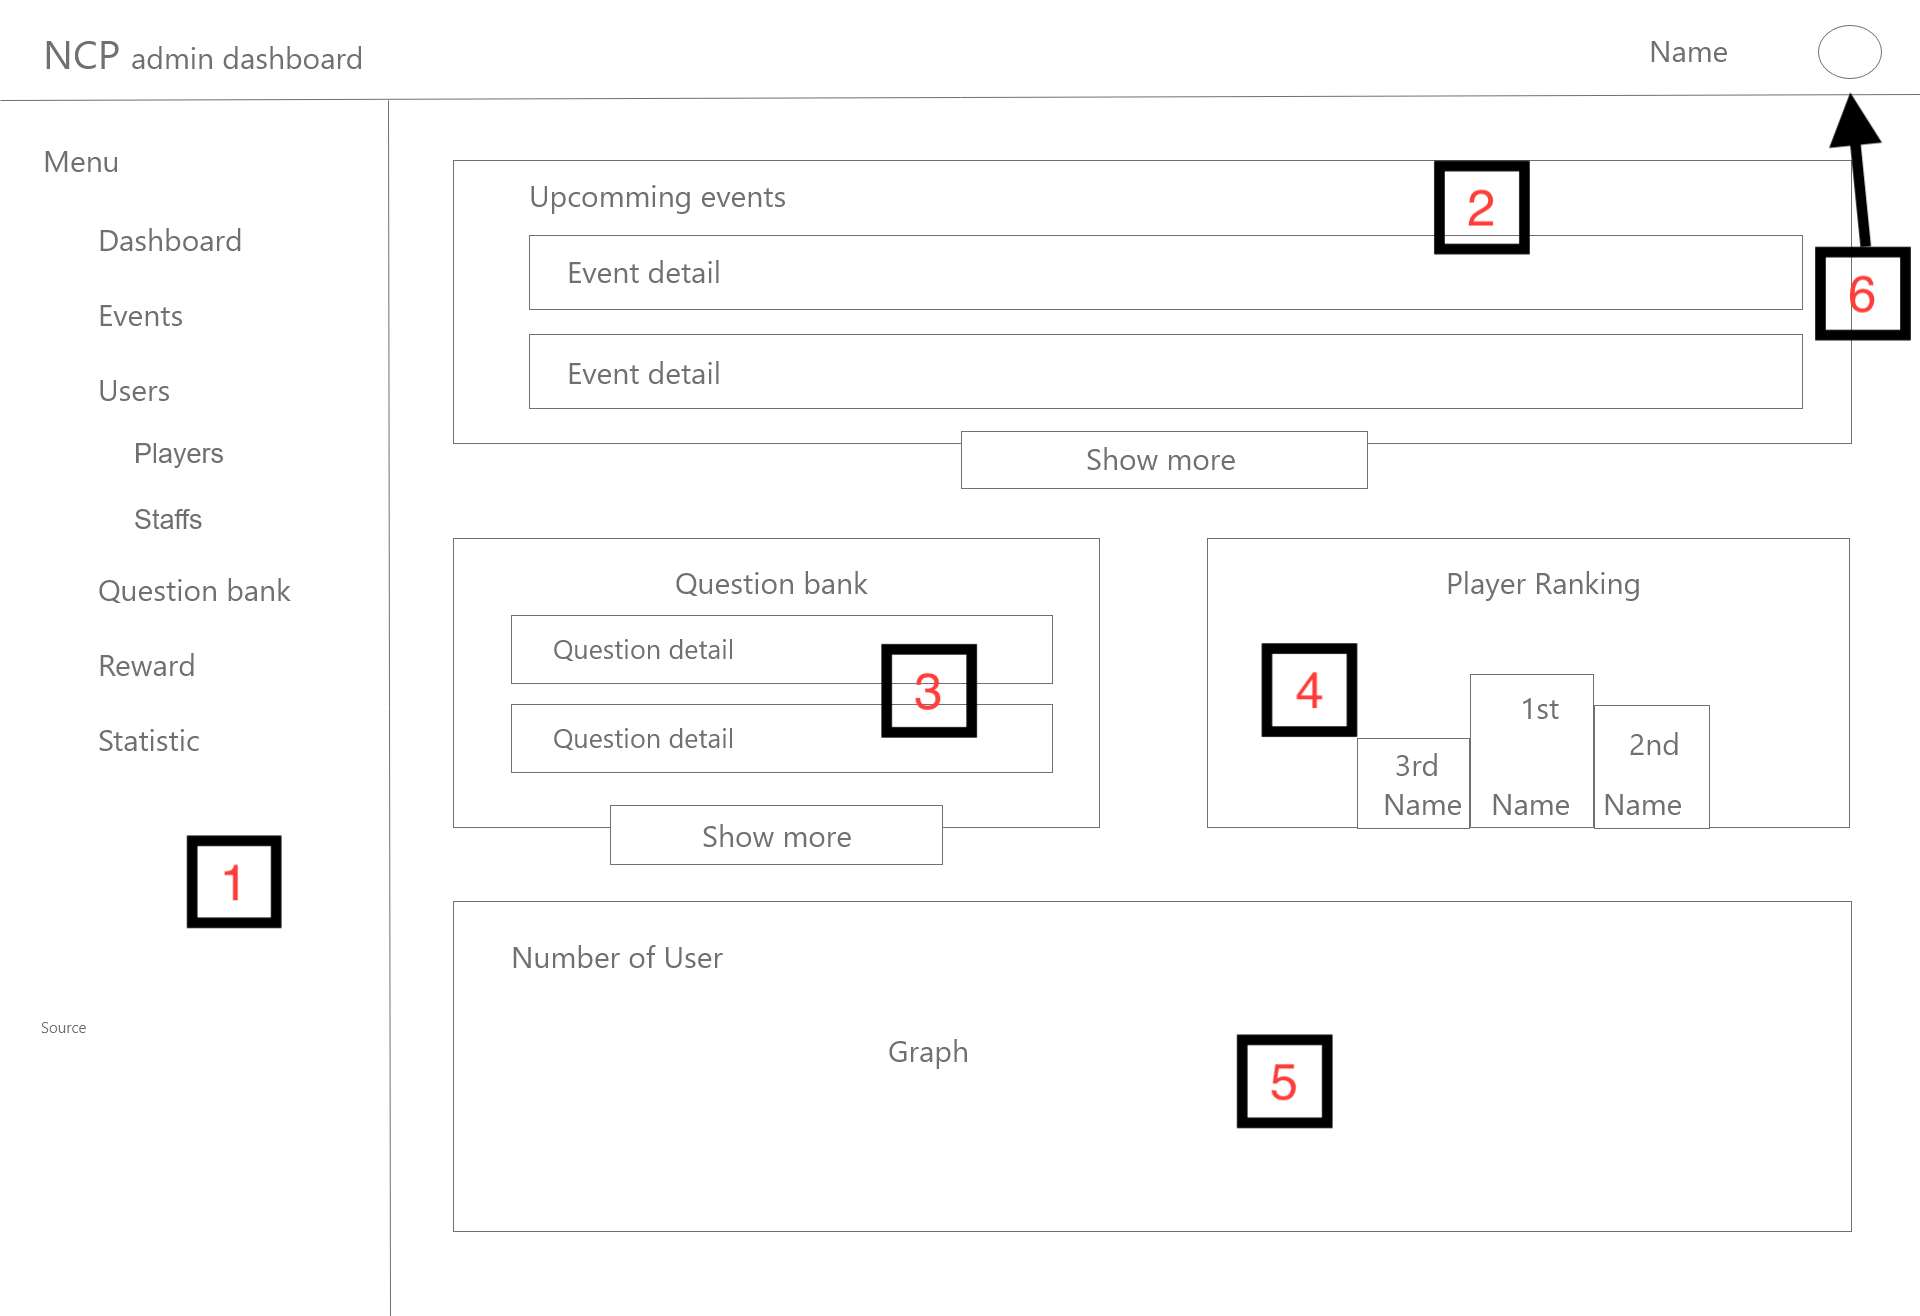 NCP admin dashboard
Name
Menu
Dashboard
Events
Users
Players
Staffs
Question bank
Reward
Statistic
1
Source
Upcomming events
2
Event detail
6
Event detail
Show more
Question bank
Question detail
3
Question detail
Show more
Player Ranking
4
1st
2nd
3rd
Name Name Name
Number of User
Graph
5